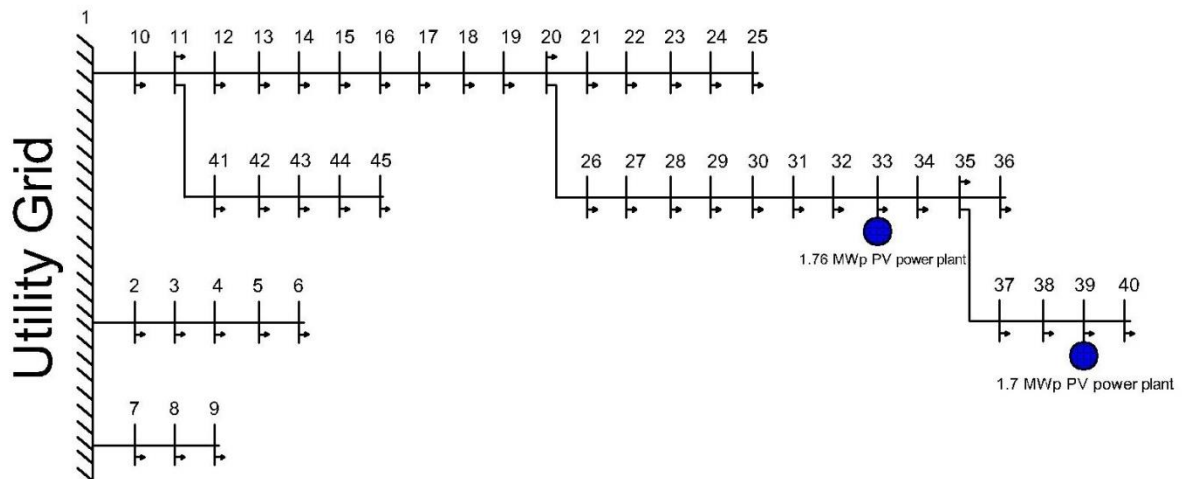 1
10 11 12 13 14 15 16 17 18 19 20 21 22 23 24 25
41 42 43 44 45
26 27 28 29 30 31 32 33 34 35 36
1.76 MWp PV power plant
Utility Grid
2 3 4 5 6
37 38 39 40
1.7 MWp PV power plant
7 8 9